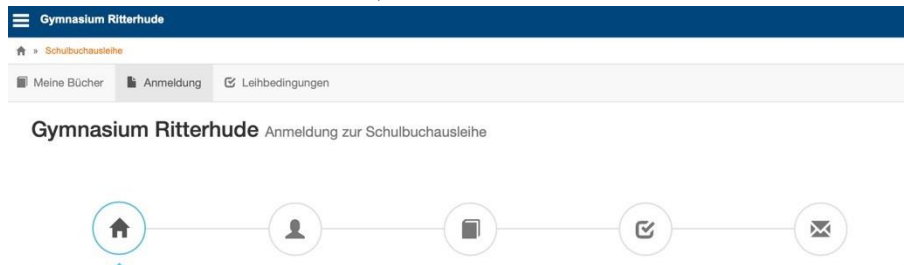 Gymnasium Ritterhude
» Schulbuchausleihe
Meine Bücher Anmeldung Leihbedingungen
Gymnasium Ritterhude Anmeldung zur Schulbuchausleihe